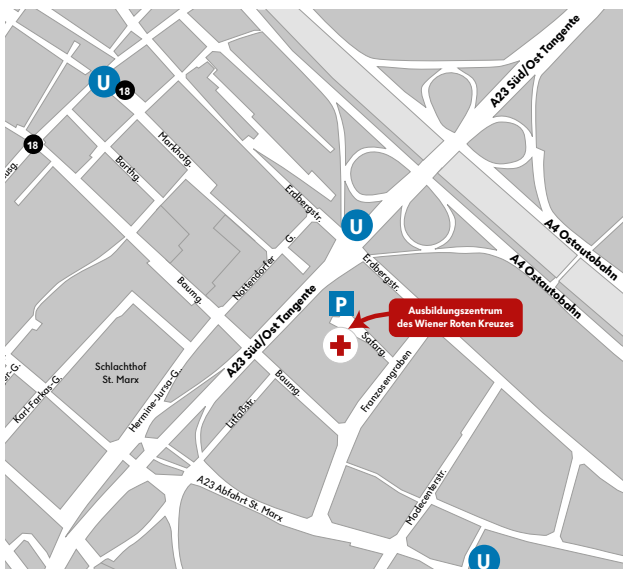 A23 Süd/Ost Tangente
U
18
18
Markhofg.
Barthg.
Erdbergstr.
U
A4 Ostautobahn
Nottendorfer G.
Erdbergstr.
A4 Ostautobahn
Baumg.
P
Ausbildungszentrum
des Wiener Roten Kreuzes
A23 Süd/Ost Tangente
Safarg.
Schlachthof
St. Marx
Franzosengraben
Karl-Farkas-G.
Hermine-Jursa-G.
Baumg.
Litfaßstr.
A23 Abfahrt St. Marx
Modecenterstr.
U